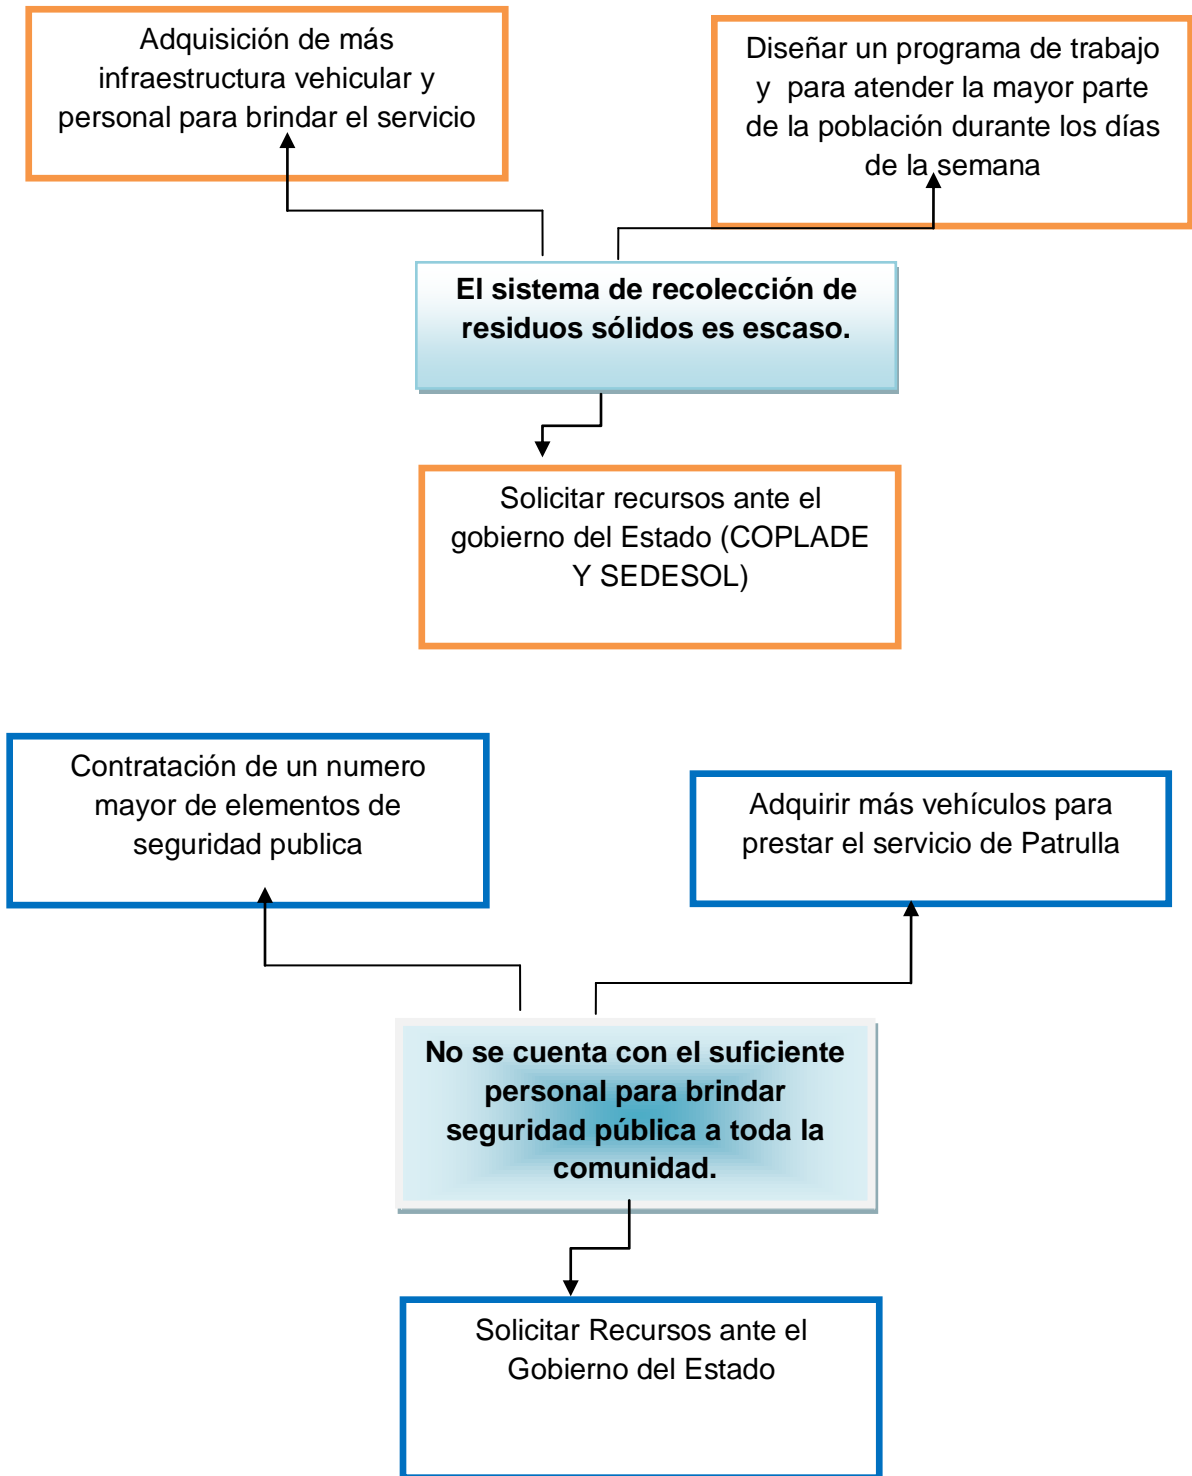 Adquisición de más
infraestructura vehicular y
personal para brindar el servicio
Diseñar un programa de trabajo
y  para atender la mayor parte
de la población durante los días
de la semana
El sistema de recolección de
residuos sólidos es escaso.
Solicitar recursos ante el
gobierno del Estado (COPLADE
Y SEDESOL)
Contratación de un numero
mayor de elementos de
seguridad publica
Adquirir más vehículos para
prestar el servicio de Patrulla
No se cuenta con el suficiente
personal para brindar
seguridad pública a toda la
comunidad.
Solicitar Recursos ante el
Gobierno del Estado